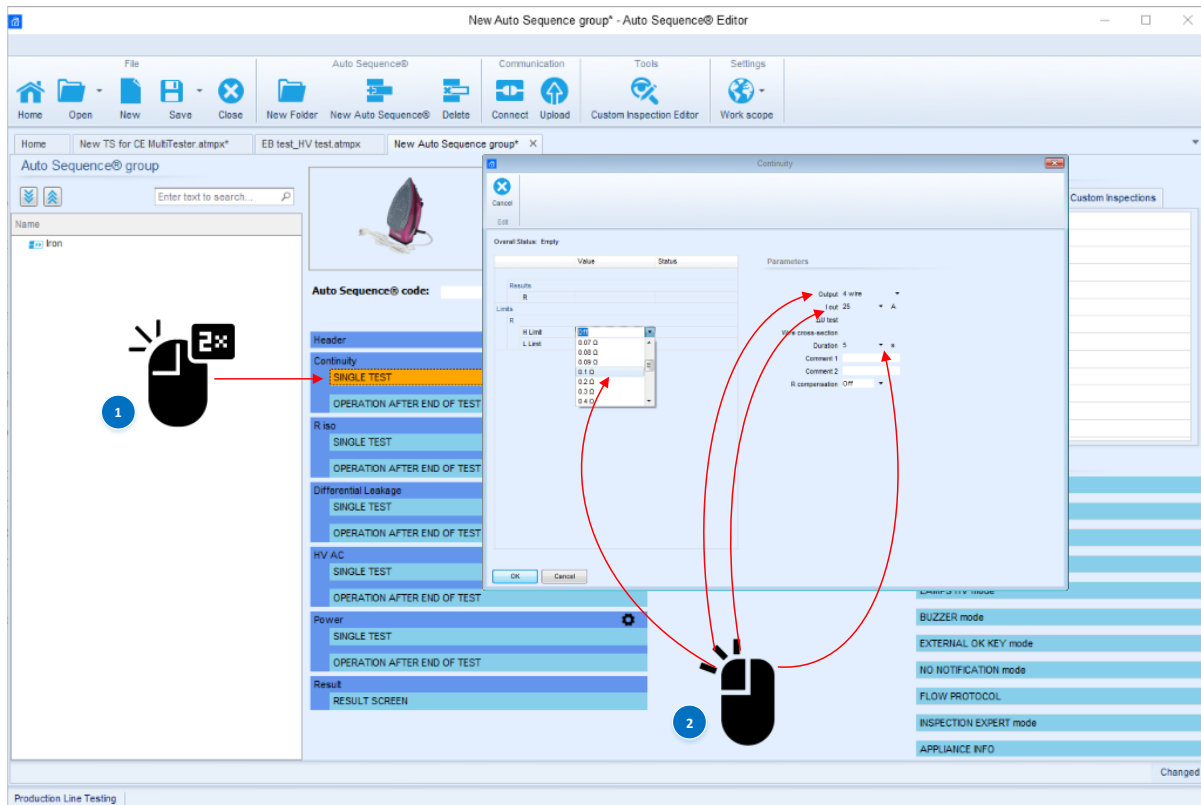 New Auto Sequence group* - Auto Sequence® Editor
File
Auto Sequence®
Communication
Tools
Settings
Home
Open
New
Save
Close
New Folder
New Auto Sequence®
Delete
Connect
Upload
Custom Inspection Editor
Work scope
Home
New TS for CE MultiTester.atmpx*
EB test_HV test.atmpx
New Auto Sequence group*
Auto Sequence® group
Enter text to search...
Name
Iron
2x
1
Auto Sequence® code:
Header
Continuity
SINGLE TEST
OPERATION AFTER END OF TEST
R iso
SINGLE TEST
OPERATION AFTER END OF TEST
Differential Leakage
SINGLE TEST
OPERATION AFTER END OF TEST
HV AC
SINGLE TEST
OPERATION AFTER END OF TEST
Power
SINGLE TEST
OPERATION AFTER END OF TEST
Result
RESULT SCREEN
Continuity
Cancel
Edit
Overall Status: Empty
Value Status
Results
R
Limits
R
H Limit Off
L Limit
0.07 Ω
0.08 Ω
0.09 Ω
0.1 Ω
0.2 Ω
0.3 Ω
0.4 Ω
Parameters
Output 4 wire
I out 25 A
ΔU test
Wire cross-section
Duration 5 s
Comment 1
Comment 2
R compensation Off
OK
Cancel
2
Custom Inspections
LAMPS HV mode
BUZZER mode
EXTERNAL OK KEY mode
NO NOTIFICATION mode
FLOW PROTOCOL
INSPECTION EXPERT mode
APPLIANCE INFO
Changed
Production Line Testing